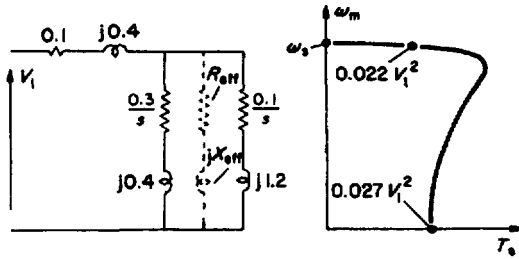 0.1
j0.4
V₁
0.3/s
R_eff
0.1/s
j0.4
jX_eff
j1.2
ω_m
ω_s
0.022 V₁²
0.027 V₁²
T_e